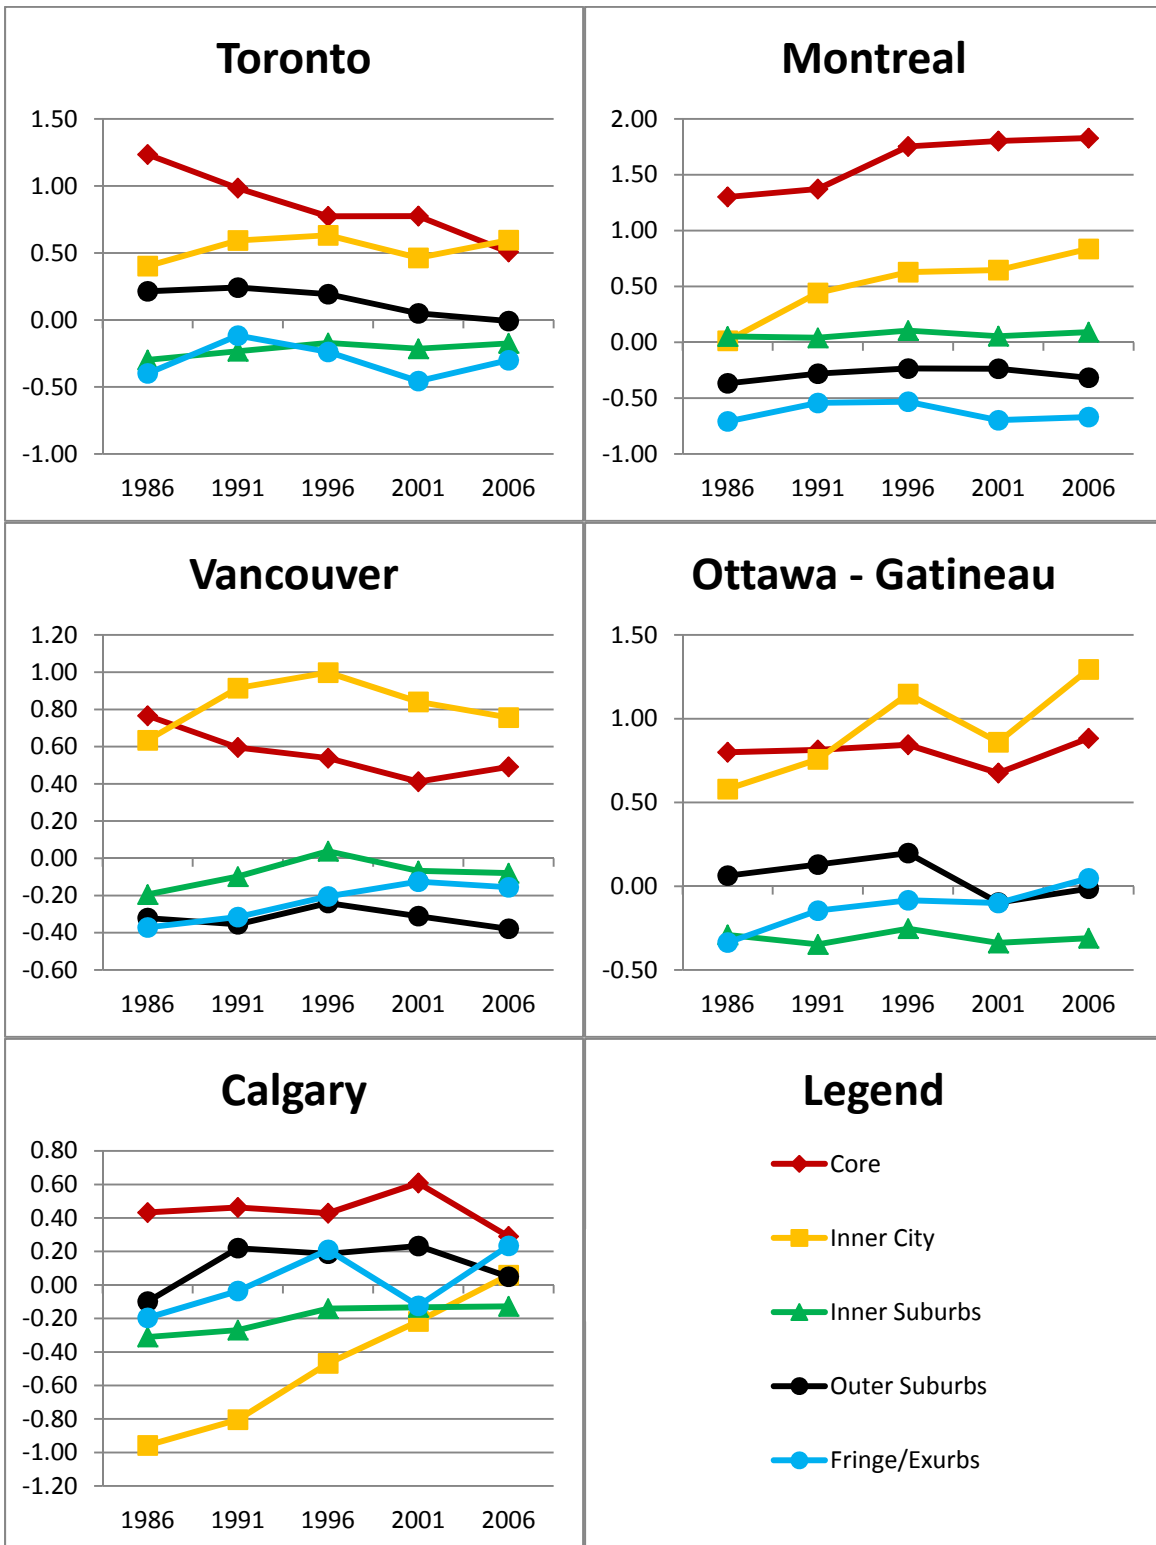 Toronto
1.50
1.00
0.50
0.00
-0.50
-1.00
1986 1991 1996 2001 2006
Montreal
2.00
1.50
1.00
0.50
0.00
-0.50
-1.00
1986 1991 1996 2001 2006
Vancouver
1.20
1.00
0.80
0.60
0.40
0.20
0.00
-0.20
-0.40
-0.60
1986 1991 1996 2001 2006
Ottawa - Gatineau
1.50
1.00
0.50
0.00
-0.50
1986 1991 1996 2001 2006
Calgary
0.80
0.60
0.40
0.20
0.00
-0.20
-0.40
-0.60
-0.80
-1.00
-1.20
1986 1991 1996 2001 2006
Legend
Core
Inner City
Inner Suburbs
Outer Suburbs
Fringe/Exurbs